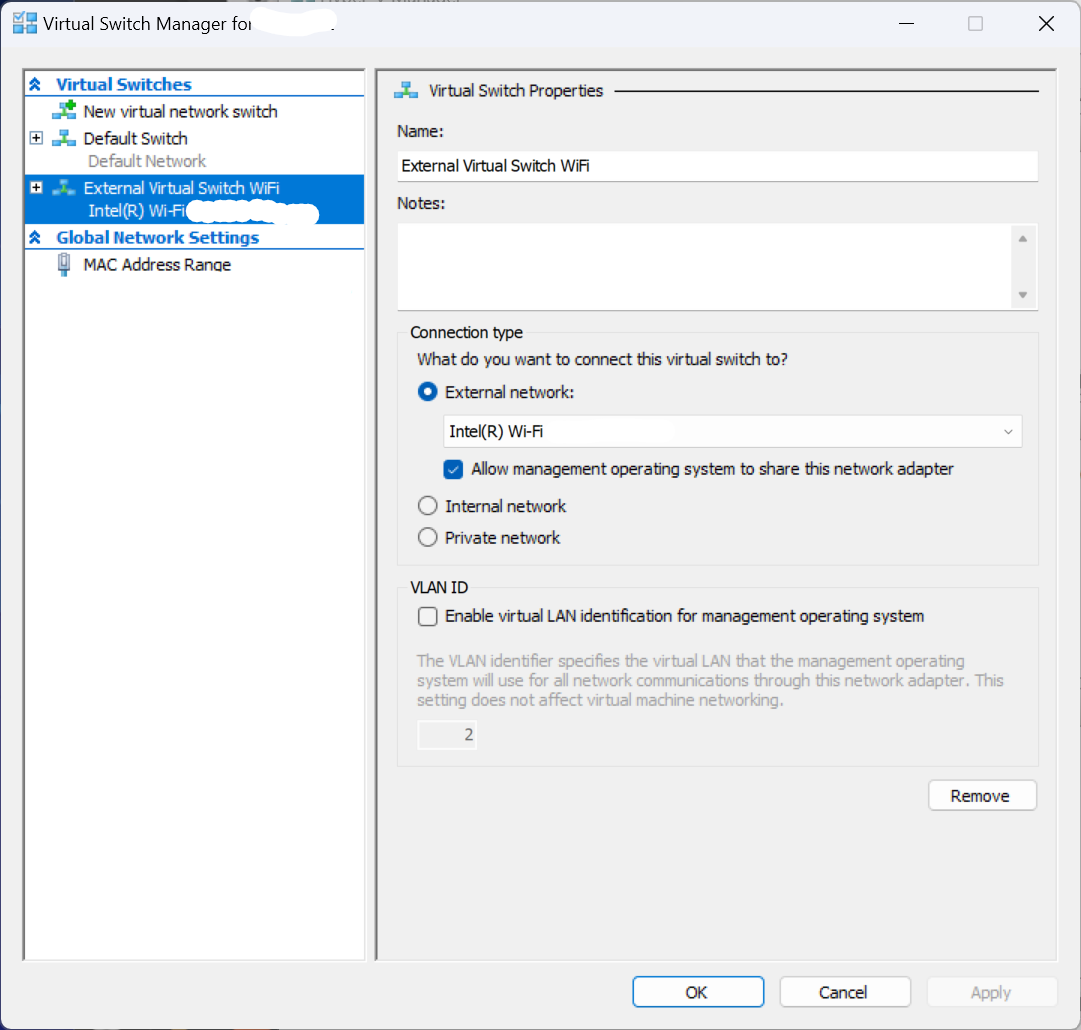 Virtual Switch Manager for
Virtual Switches
New virtual network switch
Default Switch
Default Network
External Virtual Switch WiFi
Intel(R) Wi-Fi
Global Network Settings
MAC Address Range
Virtual Switch Properties
Name:
External Virtual Switch WiFi
Notes:
Connection type
What do you want to connect this virtual switch to?
External network:
Intel(R) Wi-Fi
Allow management operating system to share this network adapter
Internal network
Private network
VLAN ID
Enable virtual LAN identification for management operating system
The VLAN identifier specifies the virtual LAN that the management operating
system will use for all network communications through this network adapter. This
setting does not affect virtual machine networking.
2
Remove
OK
Cancel
Apply